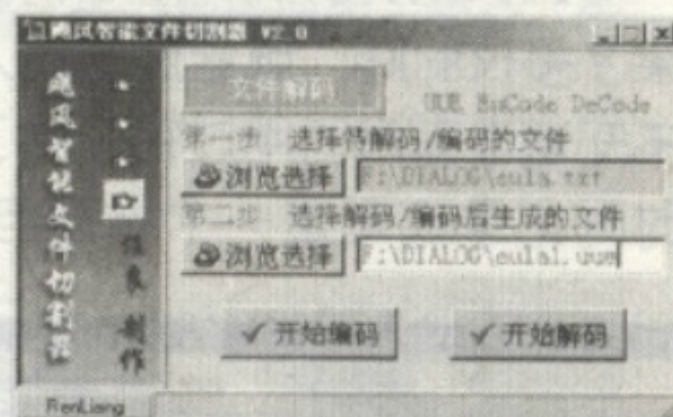 飓风智能文件切割器 V2.0
飓风智能文件切割器
任良 制作
文件解码
UUE EnCode DeCode
第一步 选择待解码/编码的文件
浏览选择
F:\DIALOG\eula.txt
第二步 选择解码/编码后生成的文件
浏览选择
F:\DIALOG\eula1.uue
开始编码
开始解码
RenLiang